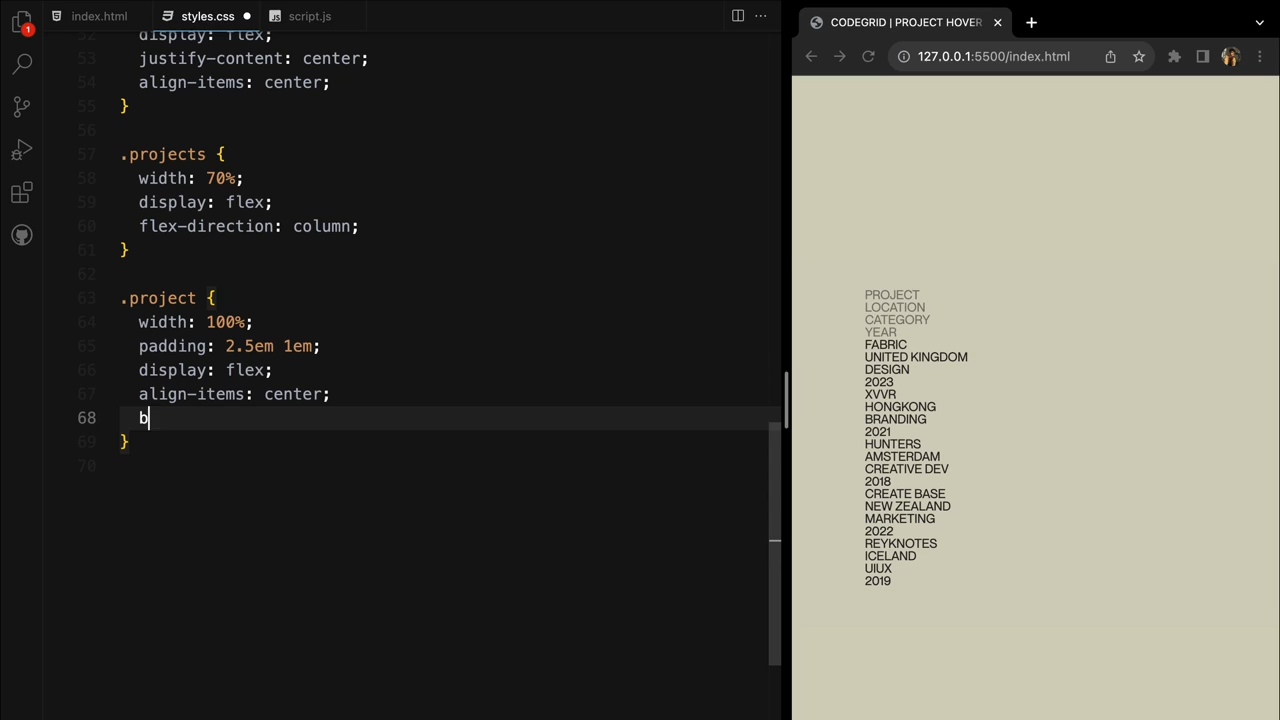 index.html
styles.css
script.js
CODEGRID | PROJECT HOVER
127.0.0.1:5500/index.html
1
52 display: flex;
53 justify-content: center;
54 align-items: center;
55 }
56
57 .projects {
58 width: 70%;
59 display: flex;
60 flex-direction: column;
61 }
62
63 .project {
64 width: 100%;
65 padding: 2.5em 1em;
66 display: flex;
67 align-items: center;
68 b
69 }
70
PROJECT
LOCATION
CATEGORY
YEAR
FABRIC
UNITED KINGDOM
DESIGN
2023
XVVR
HONGKONG
BRANDING
2021
HUNTERS
AMSTERDAM
CREATIVE DEV
2018
CREATE BASE
NEW ZEALAND
MARKETING
2022
REYKNOTES
ICELAND
UIUX
2019